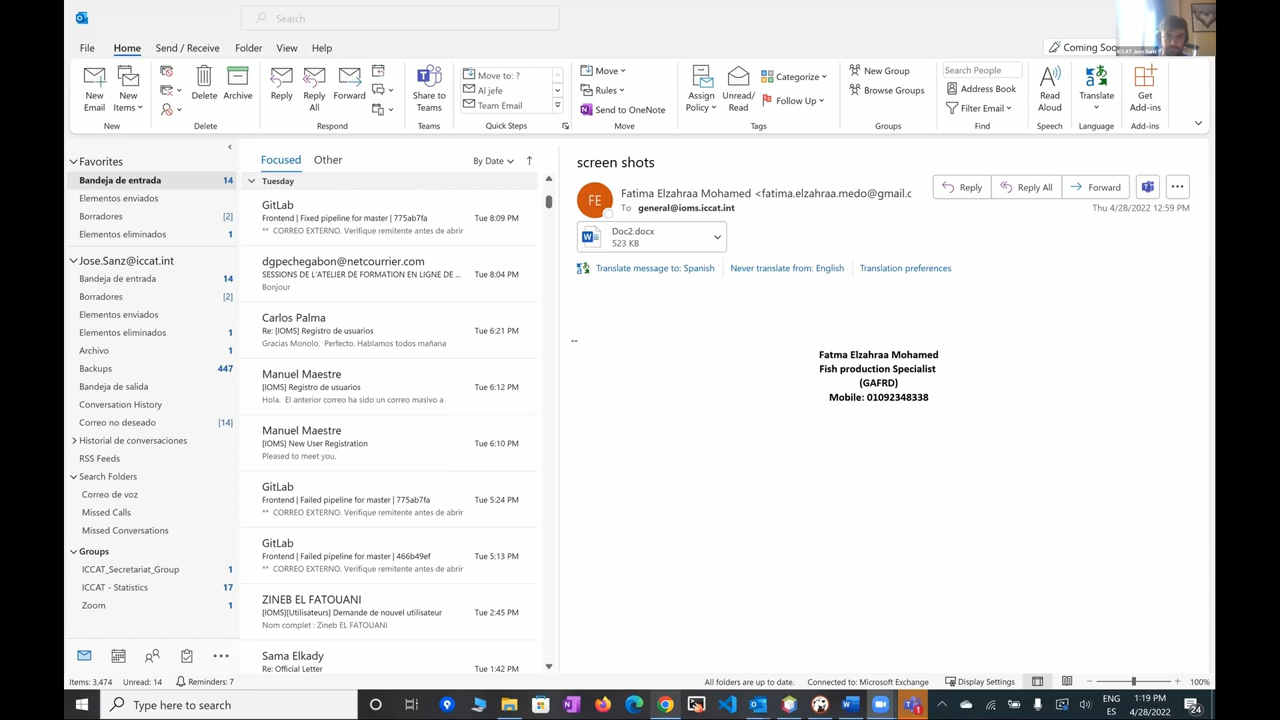 Search
File Home Send / Receive Folder View Help
Coming Soo
ICCAT Jose Sanz
New Email
New Items
Delete
Archive
Reply
Reply All
Forward
Share to Teams
Move to: ?
Al jefe
Team Email
Move
Rules
Send to OneNote
Assign Policy
Unread/ Read
Categorize
Follow Up
New Group
Browse Groups
Search People
Address Book
Filter Email
Read Aloud
Translate
Get Add-ins
New Delete Respond Teams Quick Steps Move Tags Groups Find Speech Language Add-ins
Favorites
Bandeja de entrada 14
Elementos enviados
Borradores [2]
Elementos eliminados 1
Jose.Sanz@iccat.int
Bandeja de entrada 14
Borradores [2]
Elementos enviados
Elementos eliminados 1
Archivo 1
Backups 447
Bandeja de salida
Conversation History
Correo no deseado [14]
Historial de conversaciones
RSS Feeds
Search Folders
Correo de voz
Missed Calls
Missed Conversations
Groups
ICCAT_Secretariat_Group 1
ICCAT - Statistics 17
Zoom 1
Focused Other By Date
Tuesday
GitLab
Frontend | Fixed pipeline for master | 775ab7fa Tue 8:09 PM
** CORREO EXTERNO. Verifique remitente antes de abrir
dgpechegabon@netcourrier.com
SESSIONS DE L'ATELIER DE FORMATION EN LIGNE DE ... Tue 8:04 PM
Bonjour
Carlos Palma
Re: [IOMS] Registro de usuarios Tue 6:21 PM
Gracias Monolo, Perfecto. Hablamos todos mañana
Manuel Maestre
[IOMS] Registro de usuarios Tue 6:12 PM
Hola. El anterior correo ha sido un correo masivo a
Manuel Maestre
[IOMS] New User Registration Tue 6:10 PM
Pleased to meet you,
GitLab
Frontend | Failed pipeline for master | 775ab7fa Tue 5:24 PM
** CORREO EXTERNO. Verifique remitente antes de abrir
GitLab
Frontend | Failed pipeline for master | 466b49ef Tue 5:13 PM
** CORREO EXTERNO. Verifique remitente antes de abrir
ZINEB EL FATOUANI
[IOMS][Utilisateurs] Demande de nouvel utilisateur Tue 2:45 PM
Nom complet : Zineb EL FATOUANI
Sama Elkady
Re: Official Letter Tue 1:42 PM
screen shots
FE
Fatima Elzahraa Mohamed <fatima.elzahraa.medo@gmail.c
To general@ioms.iccat.int
Reply Reply All Forward
Thu 4/28/2022 12:59 PM
Doc2.docx
523 KB
Translate message to: Spanish Never translate from: English Translation preferences
--
Fatma Elzahraa Mohamed
Fish production Specialist
(GAFRD)
Mobile: 01092348338
Items: 3,474 Unread: 14 Reminders: 7 All folders are up to date. Connected to: Microsoft Exchange Display Settings 100%
Type here to search
ENG
ES
1:19 PM
4/28/2022
24